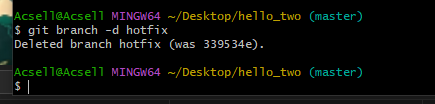 Acsell@Acsell MINGW64 ~/Desktop/hello_two (master)
$ git branch -d hotfix
Deleted branch hotfix (was 339534e).
Acsell@Acsell MINGW64 ~/Desktop/hello_two (master)
$